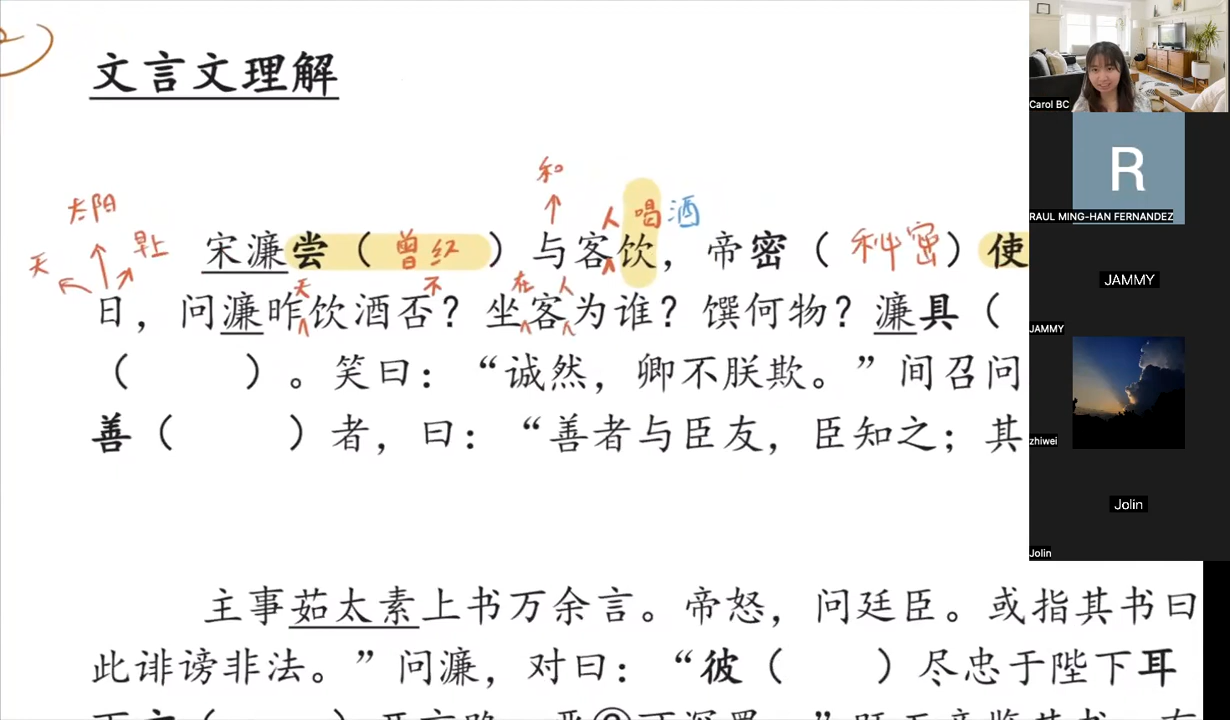 文言文理解
和
太阳
人 喝 酒
早上
天
宋濂尝（曾经）与客饮，帝密（秘密）使
天 不 在 人
日，问濂昨饮酒否？坐客为谁？馔何物？濂具（
（ ）。笑曰：“诚然，卿不朕欺。”间召问
善（ ）者，曰：“善者与臣友，臣知之；其
主事茹太素上书万余言。帝怒，问廷臣。或指其书曰
此诽谤非法。”问濂，对曰：“彼（ ）尽忠于陛下耳
Carol BC
R
RAUL MING-HAN FERNANDEZ
JAMMY
JAMMY
zhiwei
Jolin
Jolin